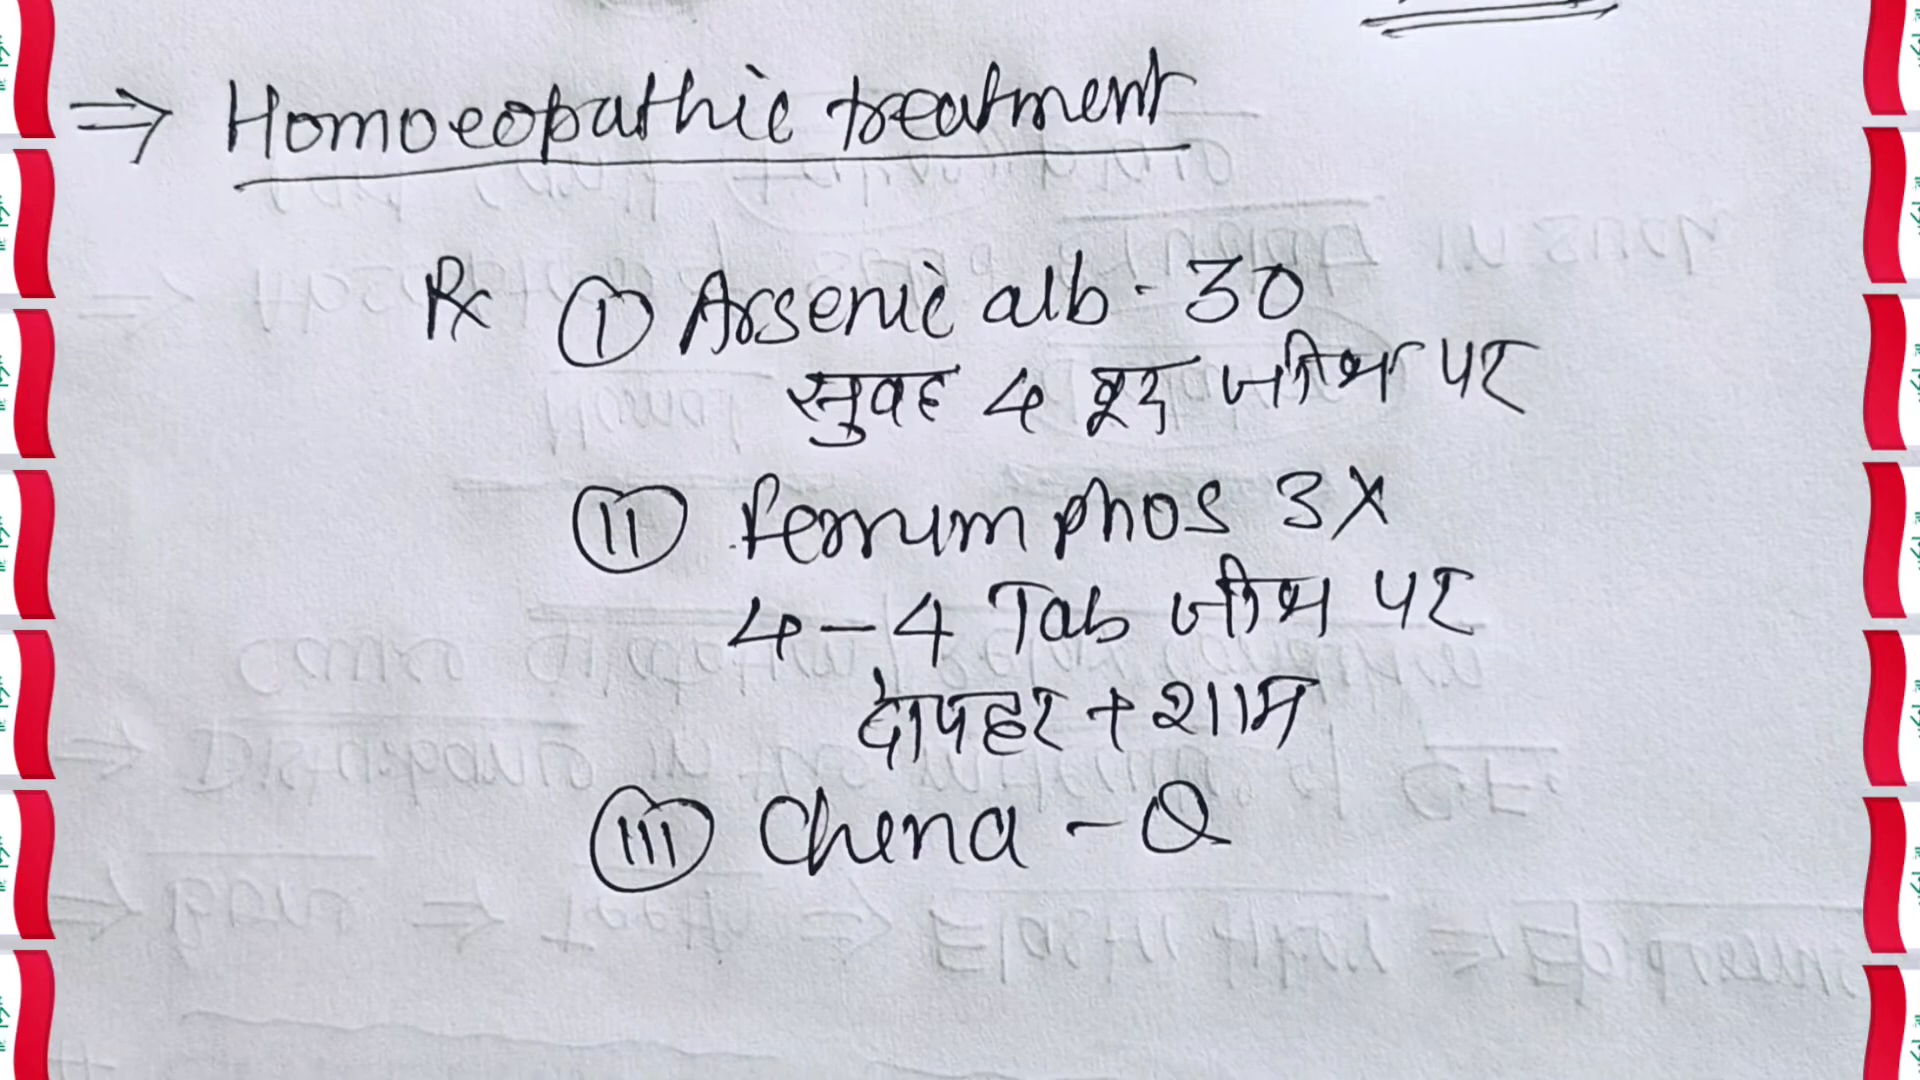 ⇒ Homoeopathic treatment
Rx (I) Arsenic alb - 30
सुबह 4 बूंद जीभ पर
(II) Ferrum phos 3X
4-4 Tab जीभ पर
दोपहर + शाम
(III) China - Q